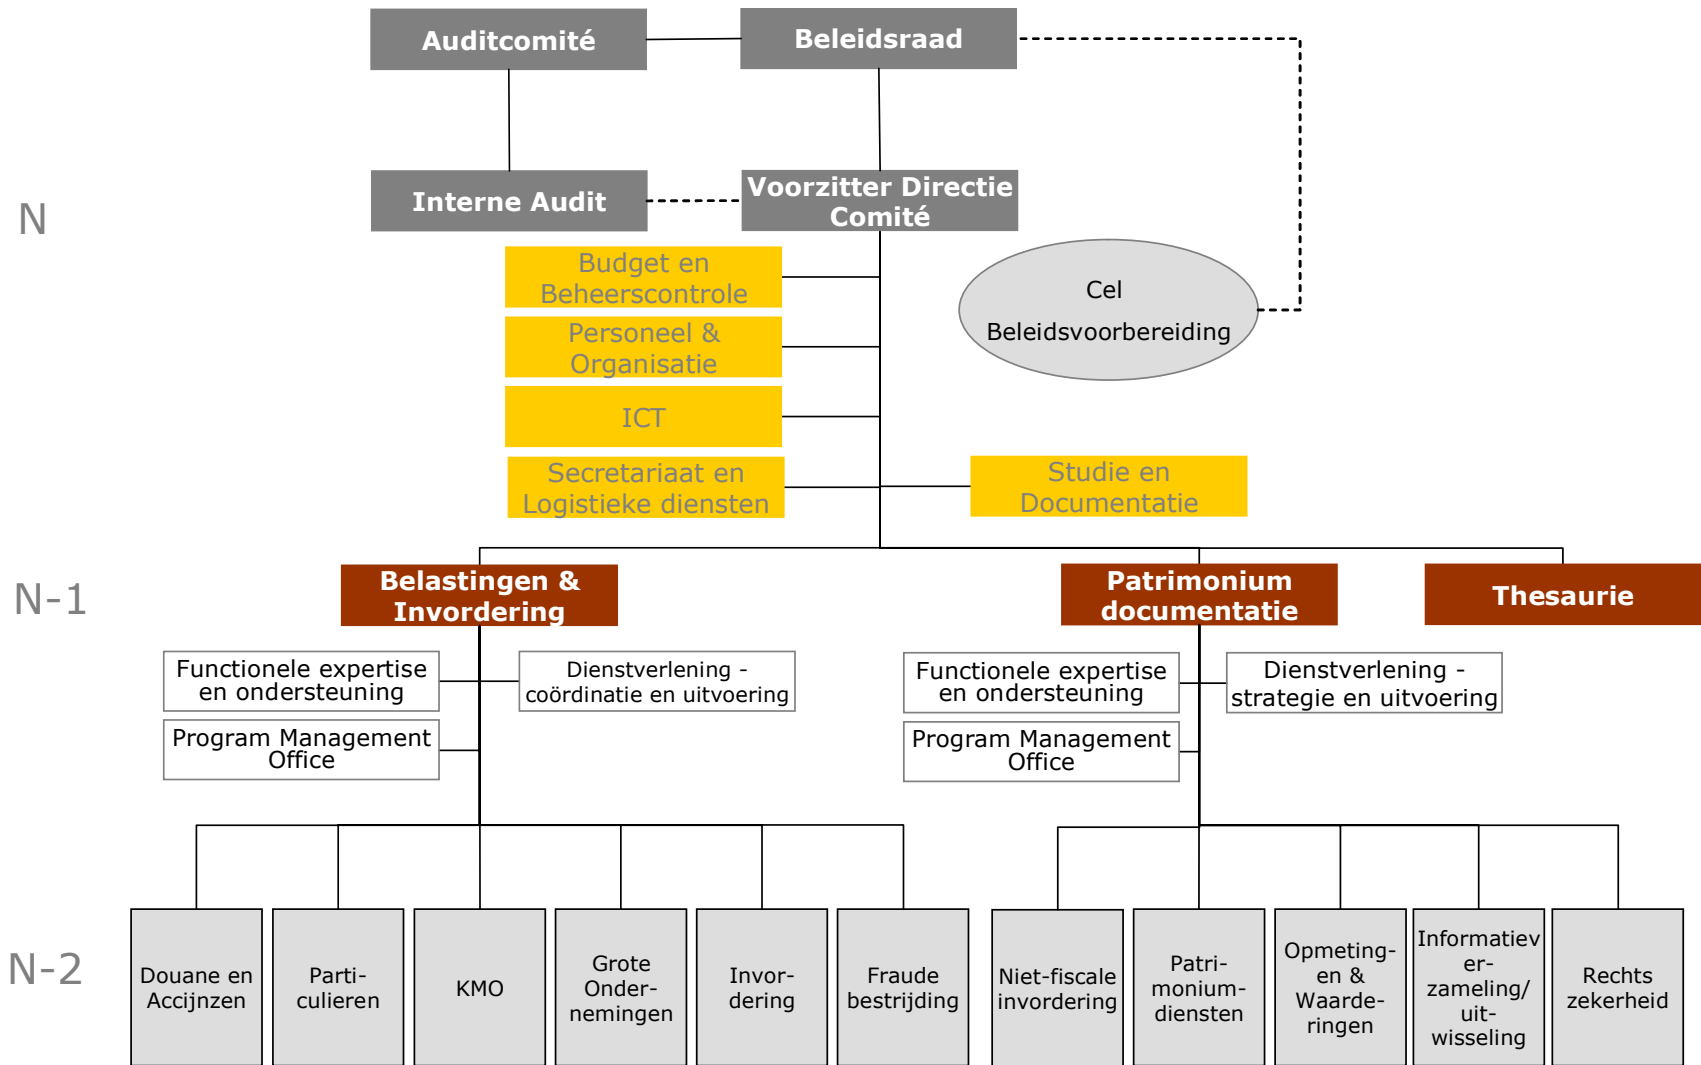 Auditcomité
Beleidsraad
N
Interne Audit
Voorzitter Directie
Comité
Budget en
Beheerscontrole
Cel
Beleidsvoorbereiding
Personeel &
Organisatie
ICT
Secretariaat en
Logistieke diensten
Studie en
Documentatie
N-1
Belastingen &
Invordering
Patrimonium
documentatie
Thesaurie
Functionele expertise
en ondersteuning
Dienstverlening -
coördinatie en uitvoering
Functionele expertise
en ondersteuning
Dienstverlening -
strategie en uitvoering
Program Management
Office
Program Management
Office
N-2
Douane en
Accijnzen
Parti-
culieren
KMO
Grote
Onder-
nemingen
Invor-
dering
Fraude
bestrijding
Niet-fiscale
invordering
Patri-
monium-
diensten
Opmeting-
en &
Waarde-
ringen
Informatiev
er-
zameling/
uit-
wisseling
Rechts
zekerheid